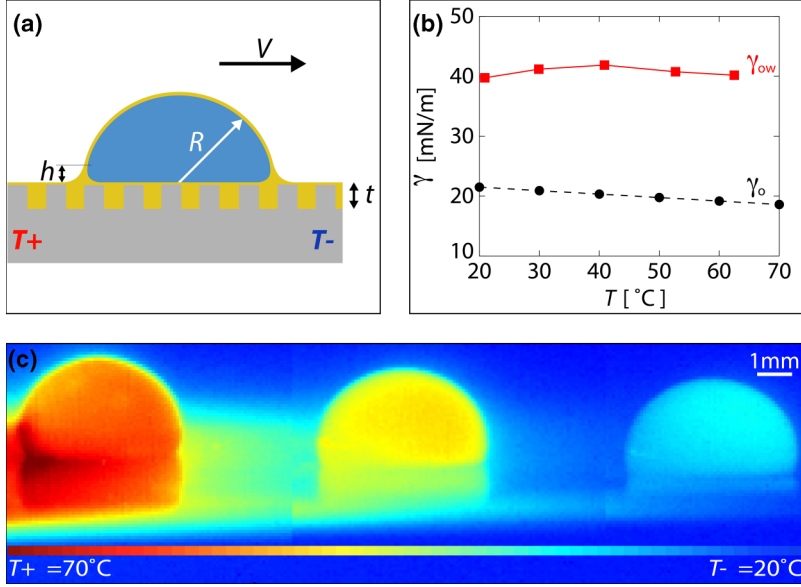 (a)
V
R
h
t
T+
T-
(b)
50
40
30
20
10
γ [mN/m]
γow
γo
20 30 40 50 60 70
T [˚C]
(c)
1mm
T+ =70˚C
T- =20˚C